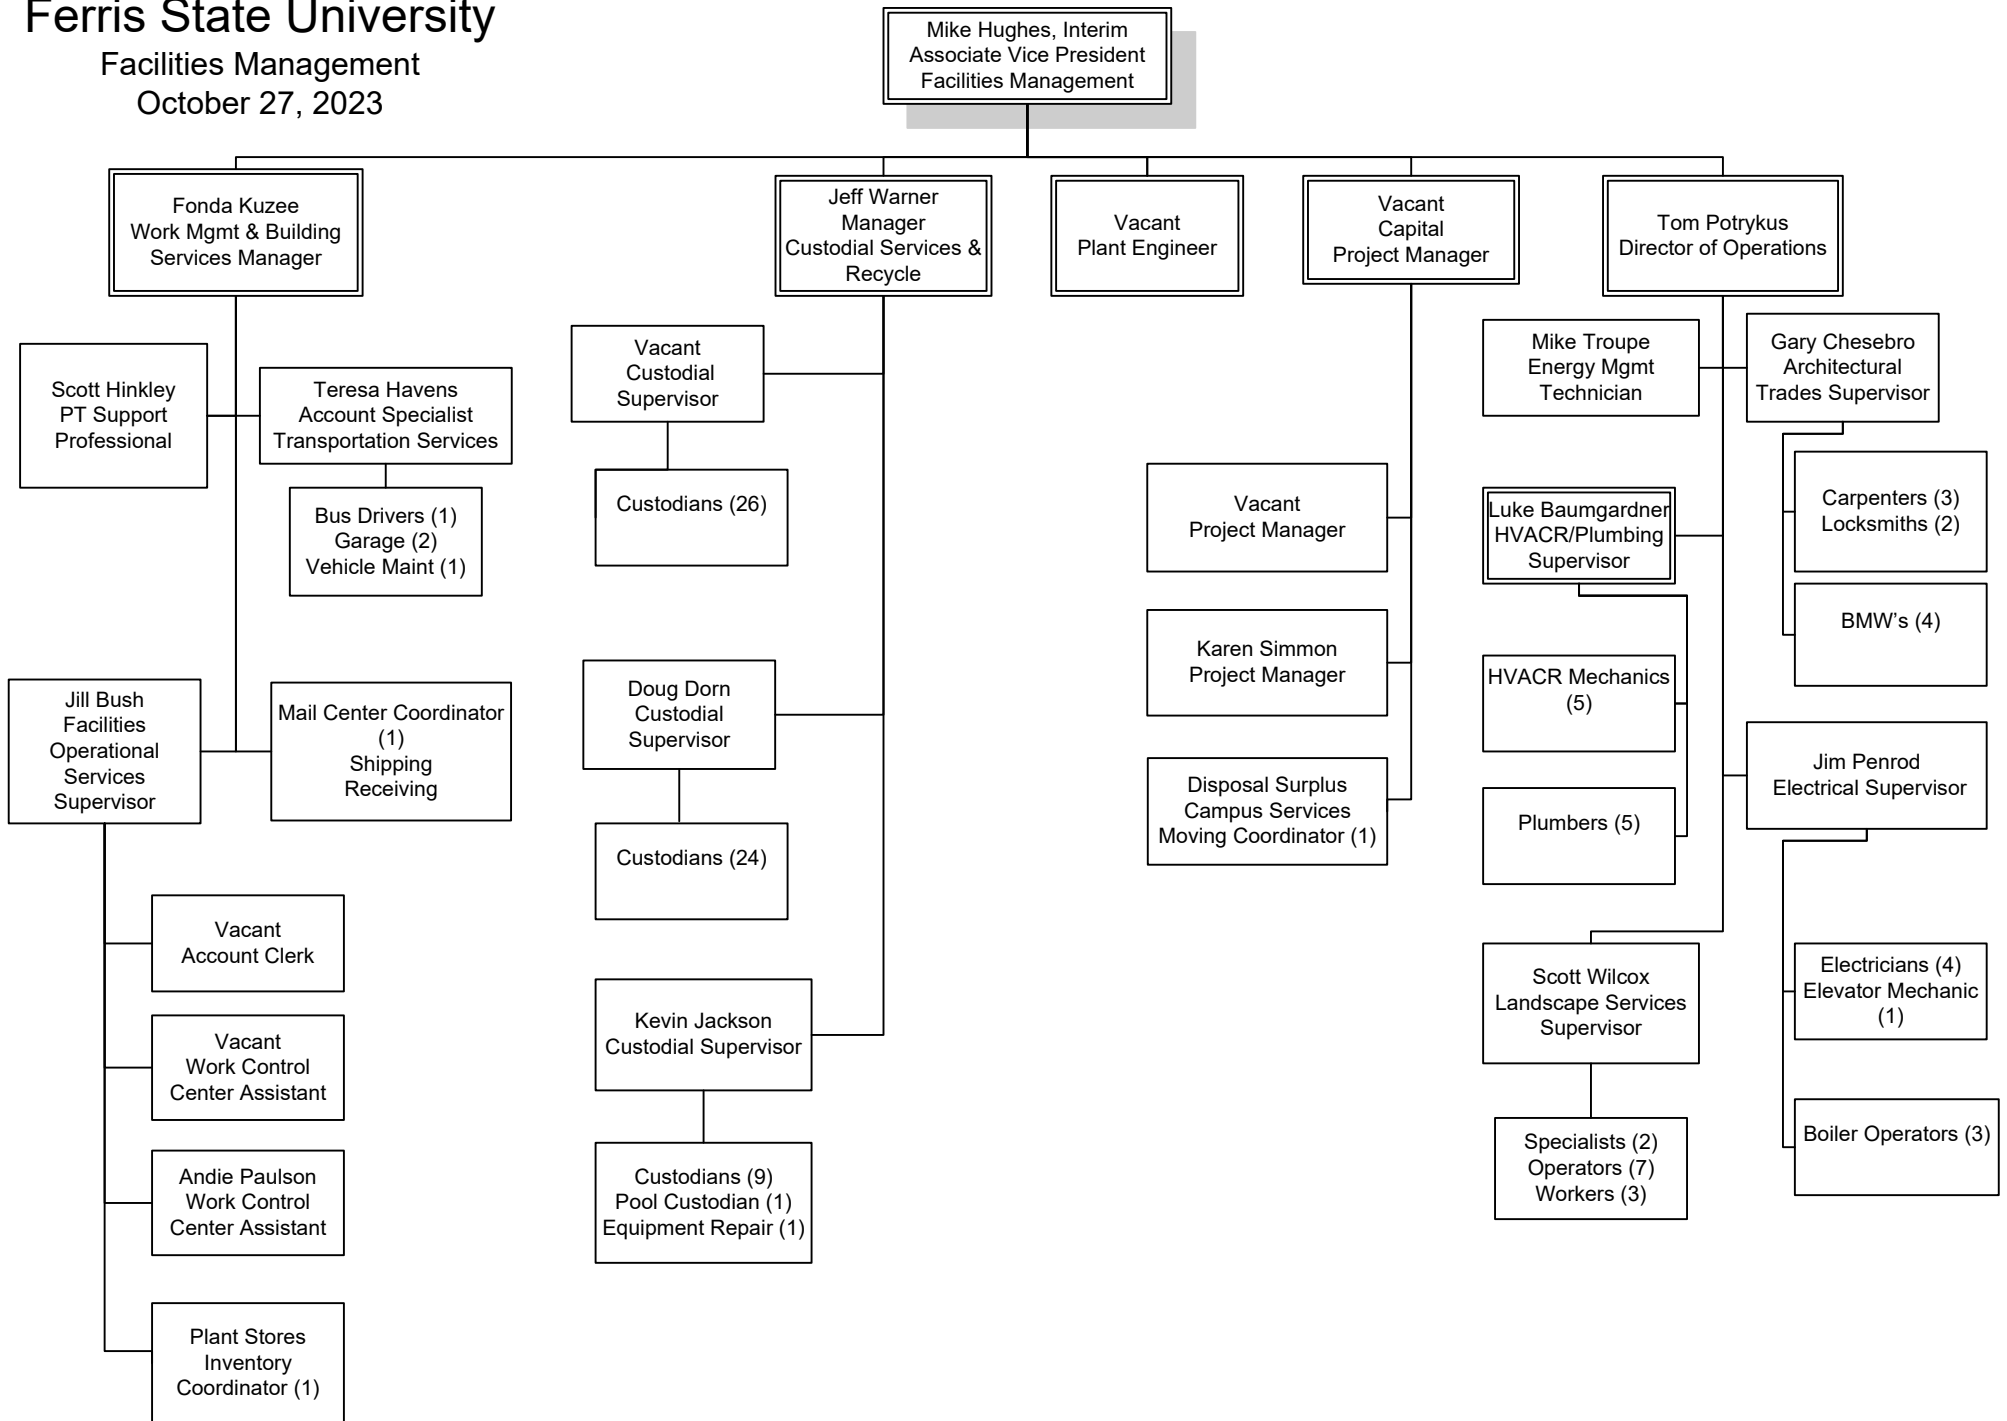 Ferris State University
Facilities Management
October 27, 2023
Mike Hughes, Interim
Associate Vice President
Facilities Management
Fonda Kuzee
Work Mgmt & Building
Services Manager
Jeff Warner
Manager
Custodial Services &
Recycle
Vacant
Plant Engineer
Vacant
Capital
Project Manager
Tom Potrykus
Director of Operations
Scott Hinkley
PT Support
Professional
Teresa Havens
Account Specialist
Transportation Services
Bus Drivers (1)
Garage (2)
Vehicle Maint (1)
Jill Bush
Facilities
Operational
Services
Supervisor
Mail Center Coordinator
(1)
Shipping
Receiving
Vacant
Account Clerk
Vacant
Work Control
Center Assistant
Andie Paulson
Work Control
Center Assistant
Plant Stores
Inventory
Coordinator (1)
Vacant
Custodial
Supervisor
Custodians (26)
Doug Dorn
Custodial
Supervisor
Custodians (24)
Kevin Jackson
Custodial Supervisor
Custodians (9)
Pool Custodian (1)
Equipment Repair (1)
Vacant
Project Manager
Karen Simmon
Project Manager
Disposal Surplus
Campus Services
Moving Coordinator (1)
Mike Troupe
Energy Mgmt
Technician
Gary Chesebro
Architectural
Trades Supervisor
Carpenters (3)
Locksmiths (2)
BMW’s (4)
Luke Baumgardner
HVACR/Plumbing
Supervisor
HVACR Mechanics
(5)
Plumbers (5)
Jim Penrod
Electrical Supervisor
Electricians (4)
Elevator Mechanic
(1)
Boiler Operators (3)
Scott Wilcox
Landscape Services
Supervisor
Specialists (2)
Operators (7)
Workers (3)